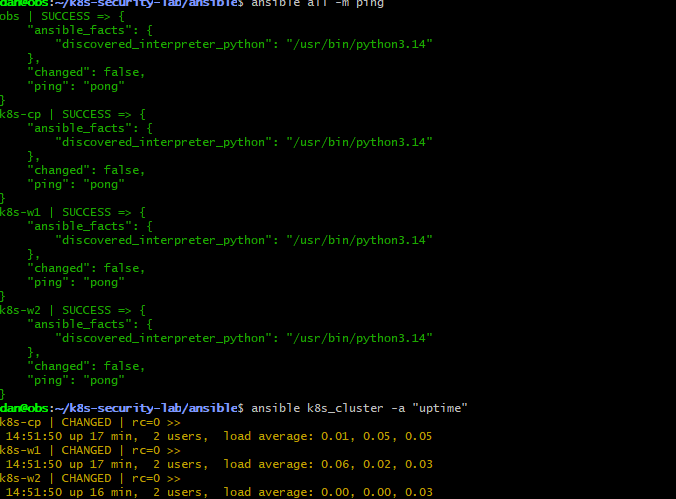 dan@obs:~/k8s-security-lab/ansible$ ansible all -m ping
obs | SUCCESS => {
    "ansible_facts": {
        "discovered_interpreter_python": "/usr/bin/python3.14"
    },
    "changed": false,
    "ping": "pong"
}
k8s-cp | SUCCESS => {
    "ansible_facts": {
        "discovered_interpreter_python": "/usr/bin/python3.14"
    },
    "changed": false,
    "ping": "pong"
}
k8s-w1 | SUCCESS => {
    "ansible_facts": {
        "discovered_interpreter_python": "/usr/bin/python3.14"
    },
    "changed": false,
    "ping": "pong"
}
k8s-w2 | SUCCESS => {
    "ansible_facts": {
        "discovered_interpreter_python": "/usr/bin/python3.14"
    },
    "changed": false,
    "ping": "pong"
}
dan@obs:~/k8s-security-lab/ansible$ ansible k8s_cluster -a "uptime"
k8s-cp | CHANGED | rc=0 >>
 14:51:50 up 17 min,  2 users,  load average: 0.01, 0.05, 0.05
k8s-w1 | CHANGED | rc=0 >>
 14:51:50 up 17 min,  2 users,  load average: 0.06, 0.02, 0.03
k8s-w2 | CHANGED | rc=0 >>
 14:51:50 up 16 min,  2 users,  load average: 0.00, 0.00, 0.03